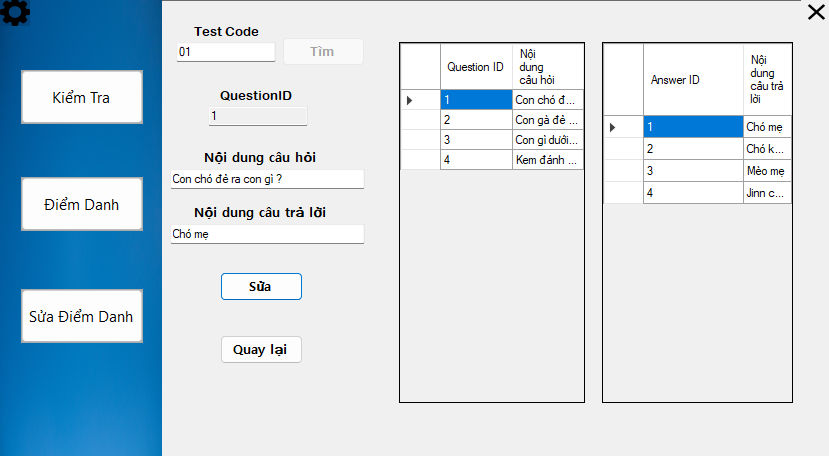 Kiểm Tra
Điểm Danh
Sửa Điểm Danh
Test Code
01
Tìm
QuestionID
1
Nội dung câu hỏi
Con chó đẻ ra con gì ?
Nội dung câu trả lời
Chó mẹ
Sửa
Quay lại
Question ID
Nội
dung
câu hỏi
1
Con chó đ...
2
Con gà đẻ ...
3
Con gì dưới...
4
Kem đánh ...
Answer ID
Nội
dung
câu trả
lời
1
Chó mẹ
2
Chó k...
3
Mèo mẹ
4
Jinn c...